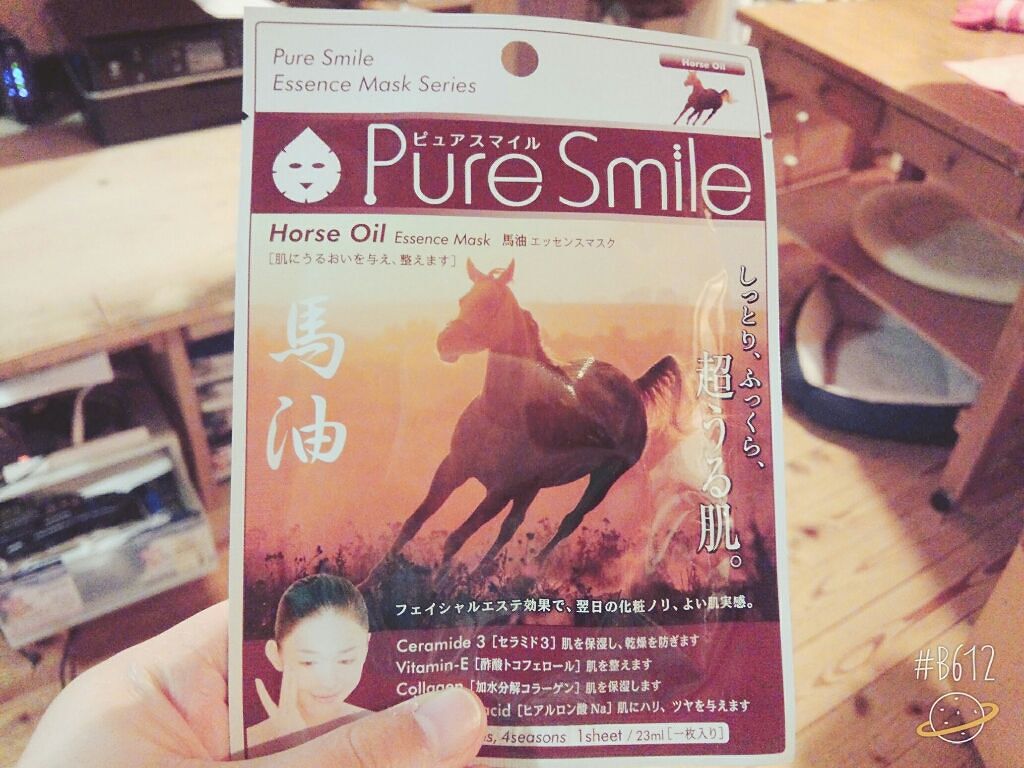 Pure Smile
Essence Mask Series
Horse Oil
ピュアスマイル
Pure Smile
Horse Oil Essence Mask 馬油 エッセンスマスク
[肌にうるおいを与え、整えます]
馬油
しっとり、ふっくら、
超うる肌。
フェイシャルエステ効果で、翌日の化粧ノリ、よい肌実感。
Ceramide 3 [セラミド3] 肌を保湿し、乾燥を防ぎます
Vitamin-E [酢酸トコフェロール] 肌を整えます
Collagen [加水分解コラーゲン] 肌を保湿します
acid [ヒアルロン酸Na] 肌にハリ、ツヤを与えます
4seasons 1sheet / 23ml [一枚入り]
#B612